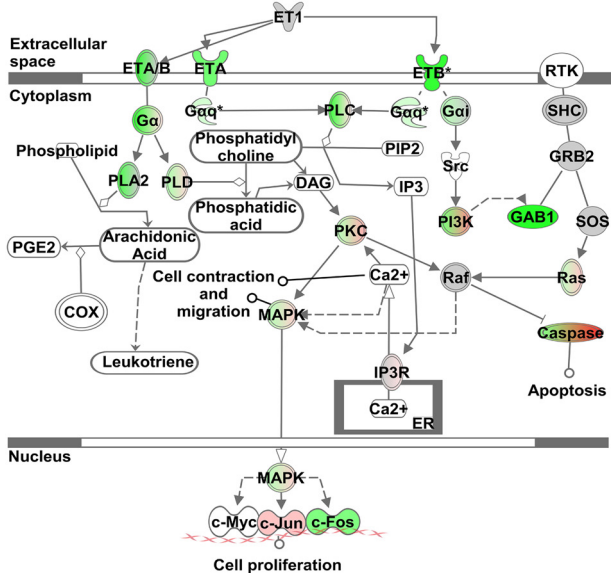 ET1
Extracellular
space
ETA/B
ETA
ETB*
RTK
Cytoplasm
Gα
Gαq*
PLC
Gαq*
Gαi
SHC
Phospholipid
Phosphatidyl
choline
PIP2
Src
GRB2
PLA2
PLD
DAG
IP3
Phosphatidic
acid
PI3K
GAB1
SOS
PGE2
Arachidonic
Acid
PKC
Cell contraction
and
migration
Ca2+
Raf
Ras
COX
MAPK
Caspase
Leukotriene
IP3R
Apoptosis
Ca2+
ER
Nucleus
MAPK
c-Myc
c-Jun
c-Fos
Cell proliferation